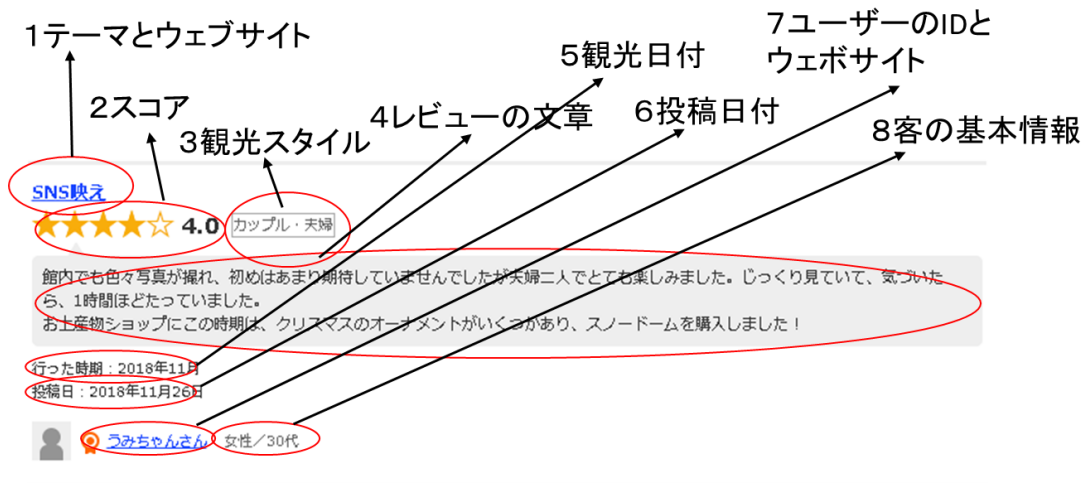 1テーマとウェブサイト
2スコア
3観光スタイル
4レビューの文章
5観光日付
6投稿日付
7ユーザーのIDと
ウェボサイト
8客の基本情報
SNS映え
4.0 カップル・夫婦
館内でも色々写真が撮れ、初めはあまり期待していませんでしたが夫婦二人でとても楽しみました。じっくり見ていて、気づいた
ら、1時間ほどたっていました。
お土産物ショップにこの時期は、クリスマスのオーナメントがいくつかあり、スノードームを購入しました!
行った時期:2018年11月
投稿日:2018年11月26日
うみちゃんさん 女性/30代